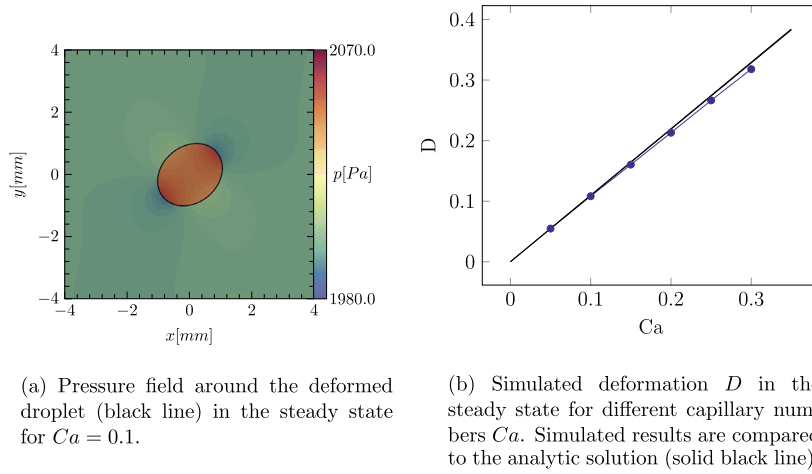 4
2
0
−2
−4
−4
−2
0
2
4
y[mm]
x[mm]
2070.0
p[Pa]
1980.0
0.4
0.3
0.2
0.1
0
D
0
0.1
0.2
0.3
Ca
(a) Pressure field around the deformed
droplet (black line) in the steady state
for Ca = 0.1.
(b) Simulated deformation D in the
steady state for different capillary num-
bers Ca. Simulated results are compared
to the analytic solution (solid black line)